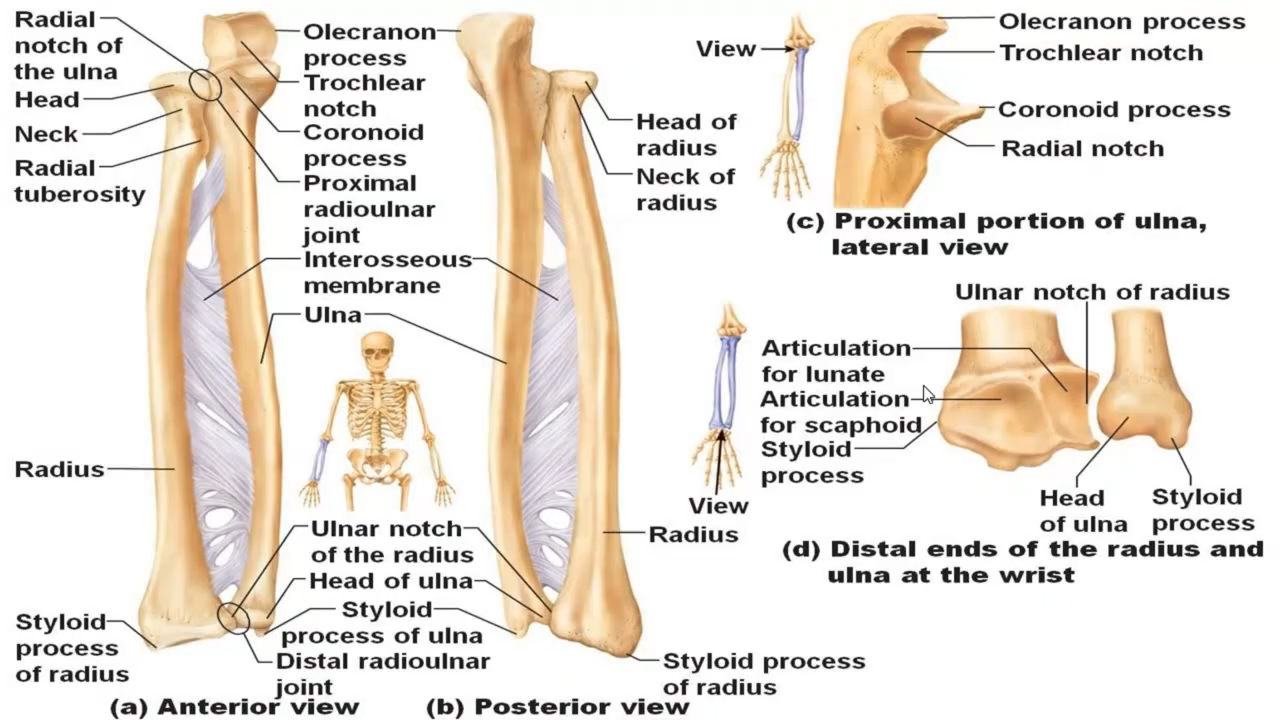 Radial
notch of
the ulna
Head
Neck
Radial
tuberosity
Olecranon
process
Trochlear
notch
Coronoid
process
Proximal
radioulnar
joint
Interosseous
membrane
Ulna
Radius
Ulnar notch
of the radius
Head of ulna
Styloid
process of ulna
Distal radioulnar
joint
Styloid
process
of radius
(a) Anterior view
Head of
radius
Neck of
radius
Radius
Styloid process
of radius
(b) Posterior view
View
Olecranon process
Trochlear notch
Coronoid process
Radial notch
(c) Proximal portion of ulna,
lateral view
Ulnar notch of radius
Articulation
for lunate
Articulation
for scaphoid
Styloid
process
View
Head
of ulna
Styloid
process
(d) Distal ends of the radius and
ulna at the wrist